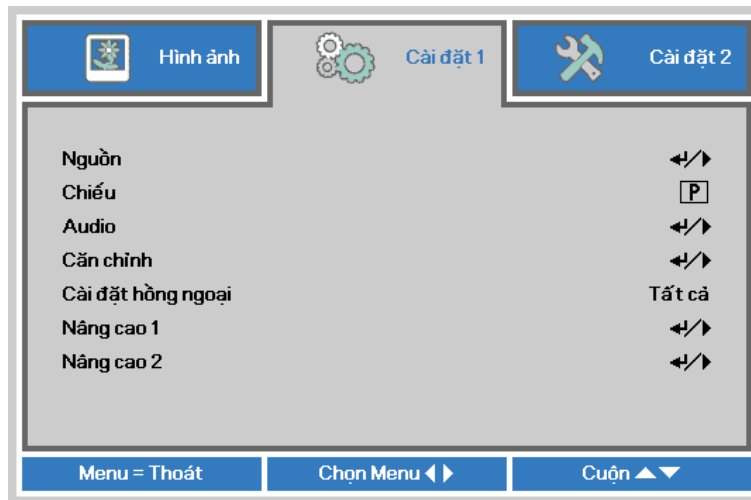 Hình ảnh Cài đặt 1 Cài đặt 2
Nguồn
Chiếu P
Audio
Căn chỉnh
Cài đặt hồng ngoại Tất cả
Nâng cao 1
Nâng cao 2
Menu = Thoát Chọn Menu Cuộn